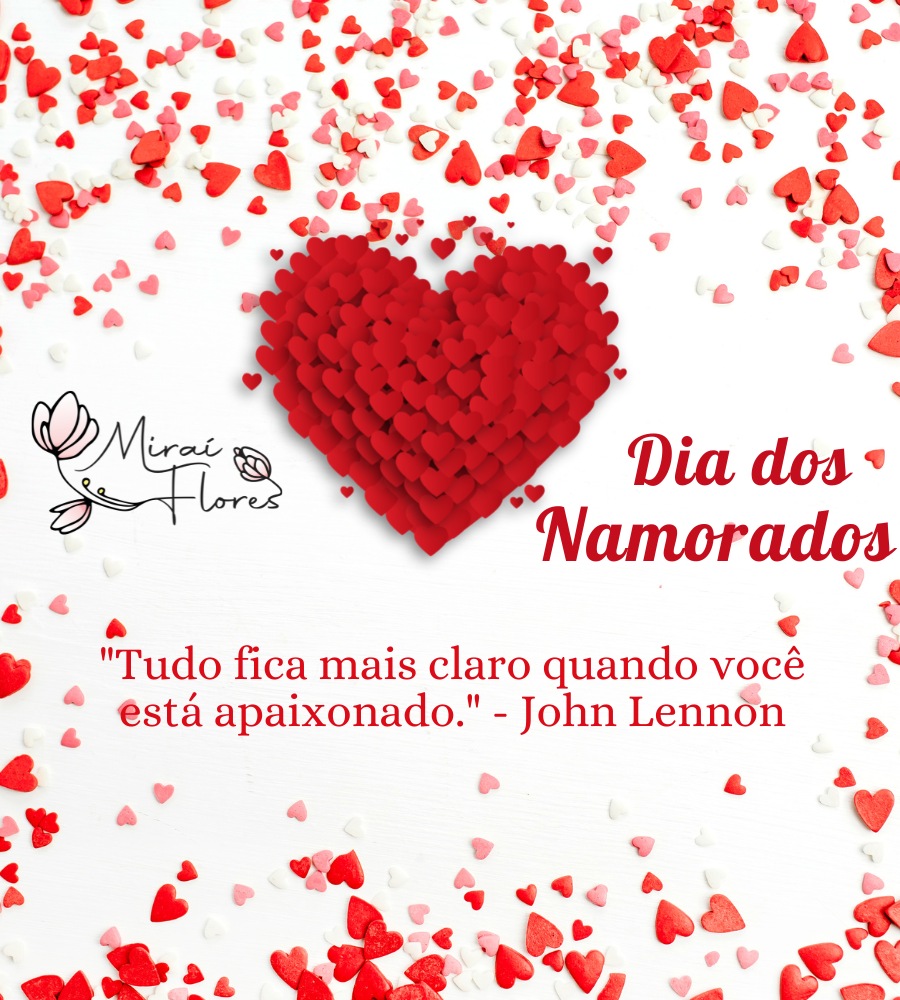 Miraí
Flores
Dia dos
Namorados
"Tudo fica mais claro quando você
está apaixonado." - John Lennon